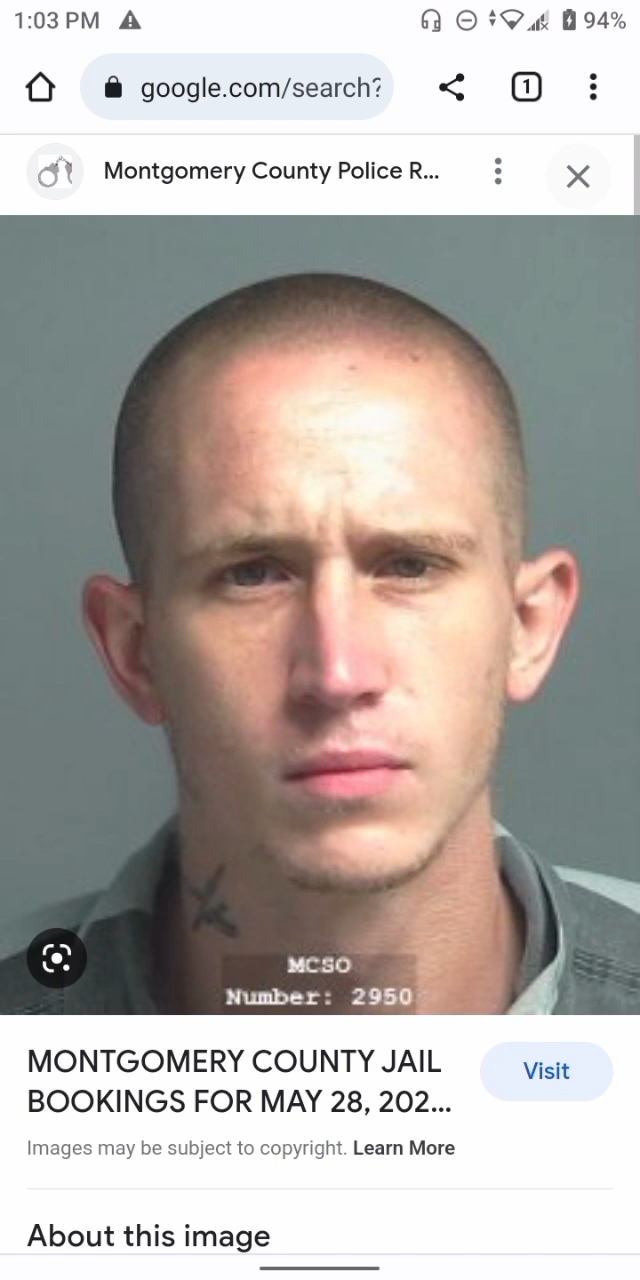 1:03 PM 94%
google.com/search?
1
Montgomery County Police R...
MCSO
Number: 2950
MONTGOMERY COUNTY JAIL
BOOKINGS FOR MAY 28, 202...
Visit
Images may be subject to copyright. Learn More
About this image